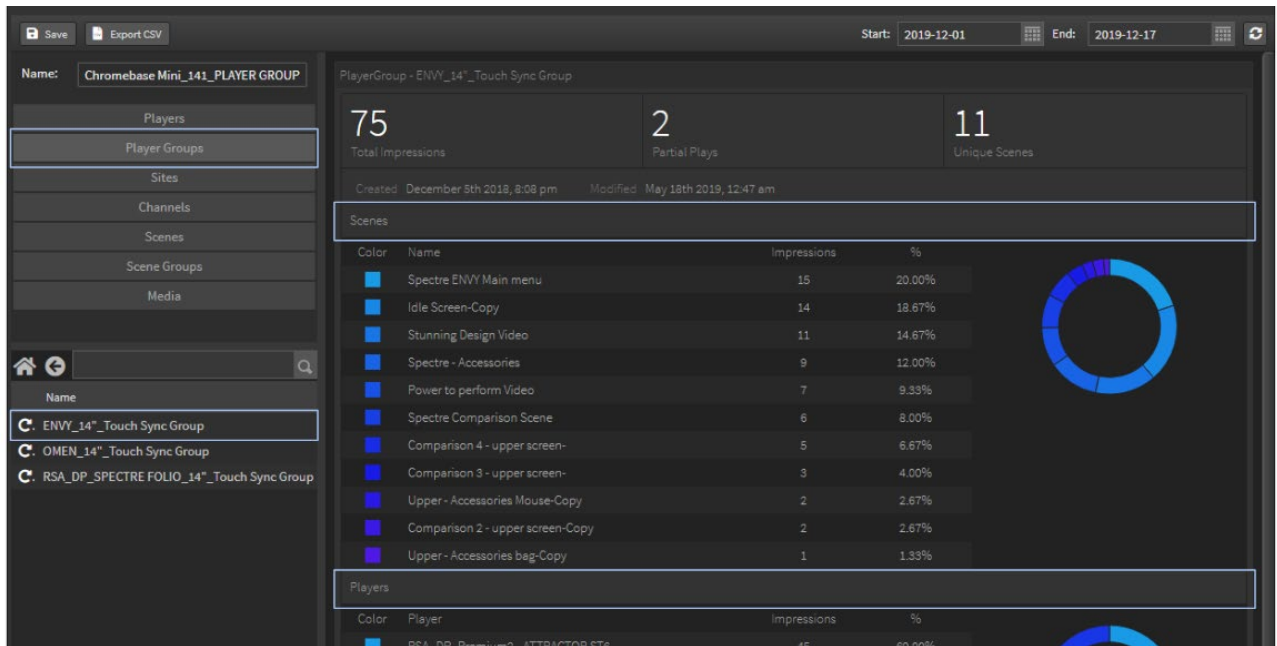 Save Export CSV Start: 2019-12-01 End: 2019-12-17
Name: Chromebase Mini_141_PLAYER GROUP
Players
Player Groups
Sites
Channels
Scenes
Scene Groups
Media
Name
ENVY_14"_Touch Sync Group
OMEN_14"_Touch Sync Group
RSA_DP_SPECTRE FOLIO_14"_Touch Sync Group
PlayerGroup - ENVY_14"_Touch Sync Group
75 2 11
Total Impressions Partial Plays Unique Scenes
Created December 5th 2018, 8:08 pm Modified May 18th 2019, 12:47 am
Scenes
Color Name Impressions %
Spectre ENVY Main menu 15 20.00%
Idle Screen-Copy 14 18.67%
Stunning Design Video 11 14.67%
Spectre - Accessories 9 12.00%
Power to perform Video 7 9.33%
Spectre Comparison Scene 6 8.00%
Comparison 4 - upper screen- 5 6.67%
Comparison 3 - upper screen- 3 4.00%
Upper - Accessories Mouse-Copy 2 2.67%
Comparison 2 - upper screen-Copy 2 2.67%
Upper - Accessories bag-Copy 1 1.33%
Players
Color Player Impressions %